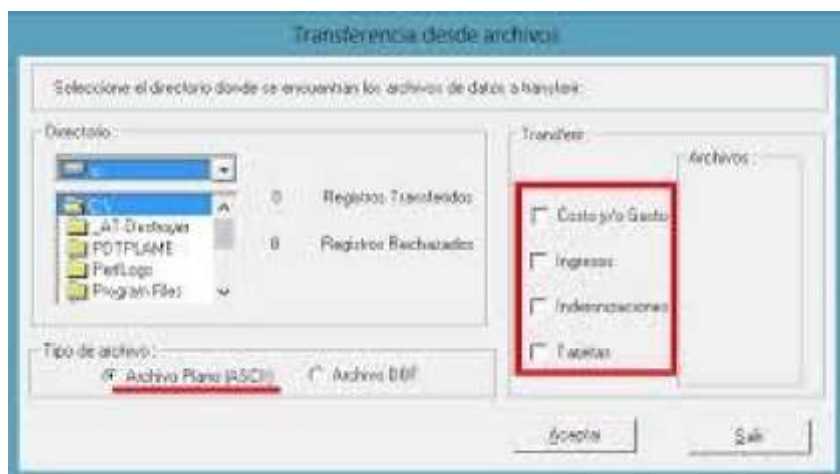 Transferencia desde archivos
Seleccione el directorio donde se encuentran los archivos de datos a transferir.
Directorio
c:
C:\
_AT-Destroyer
PDTPLAME
PerfLogs
Program Files
0 Registros Transferidos
0 Registros Rechazados
Tipo de archivo :
Archivo Plano (ASCII)
Archivo DBF
Transferir
Archivos :
Costo y/o Gasto
Ingresos
Indemnizaciones
Aceptar
Salir